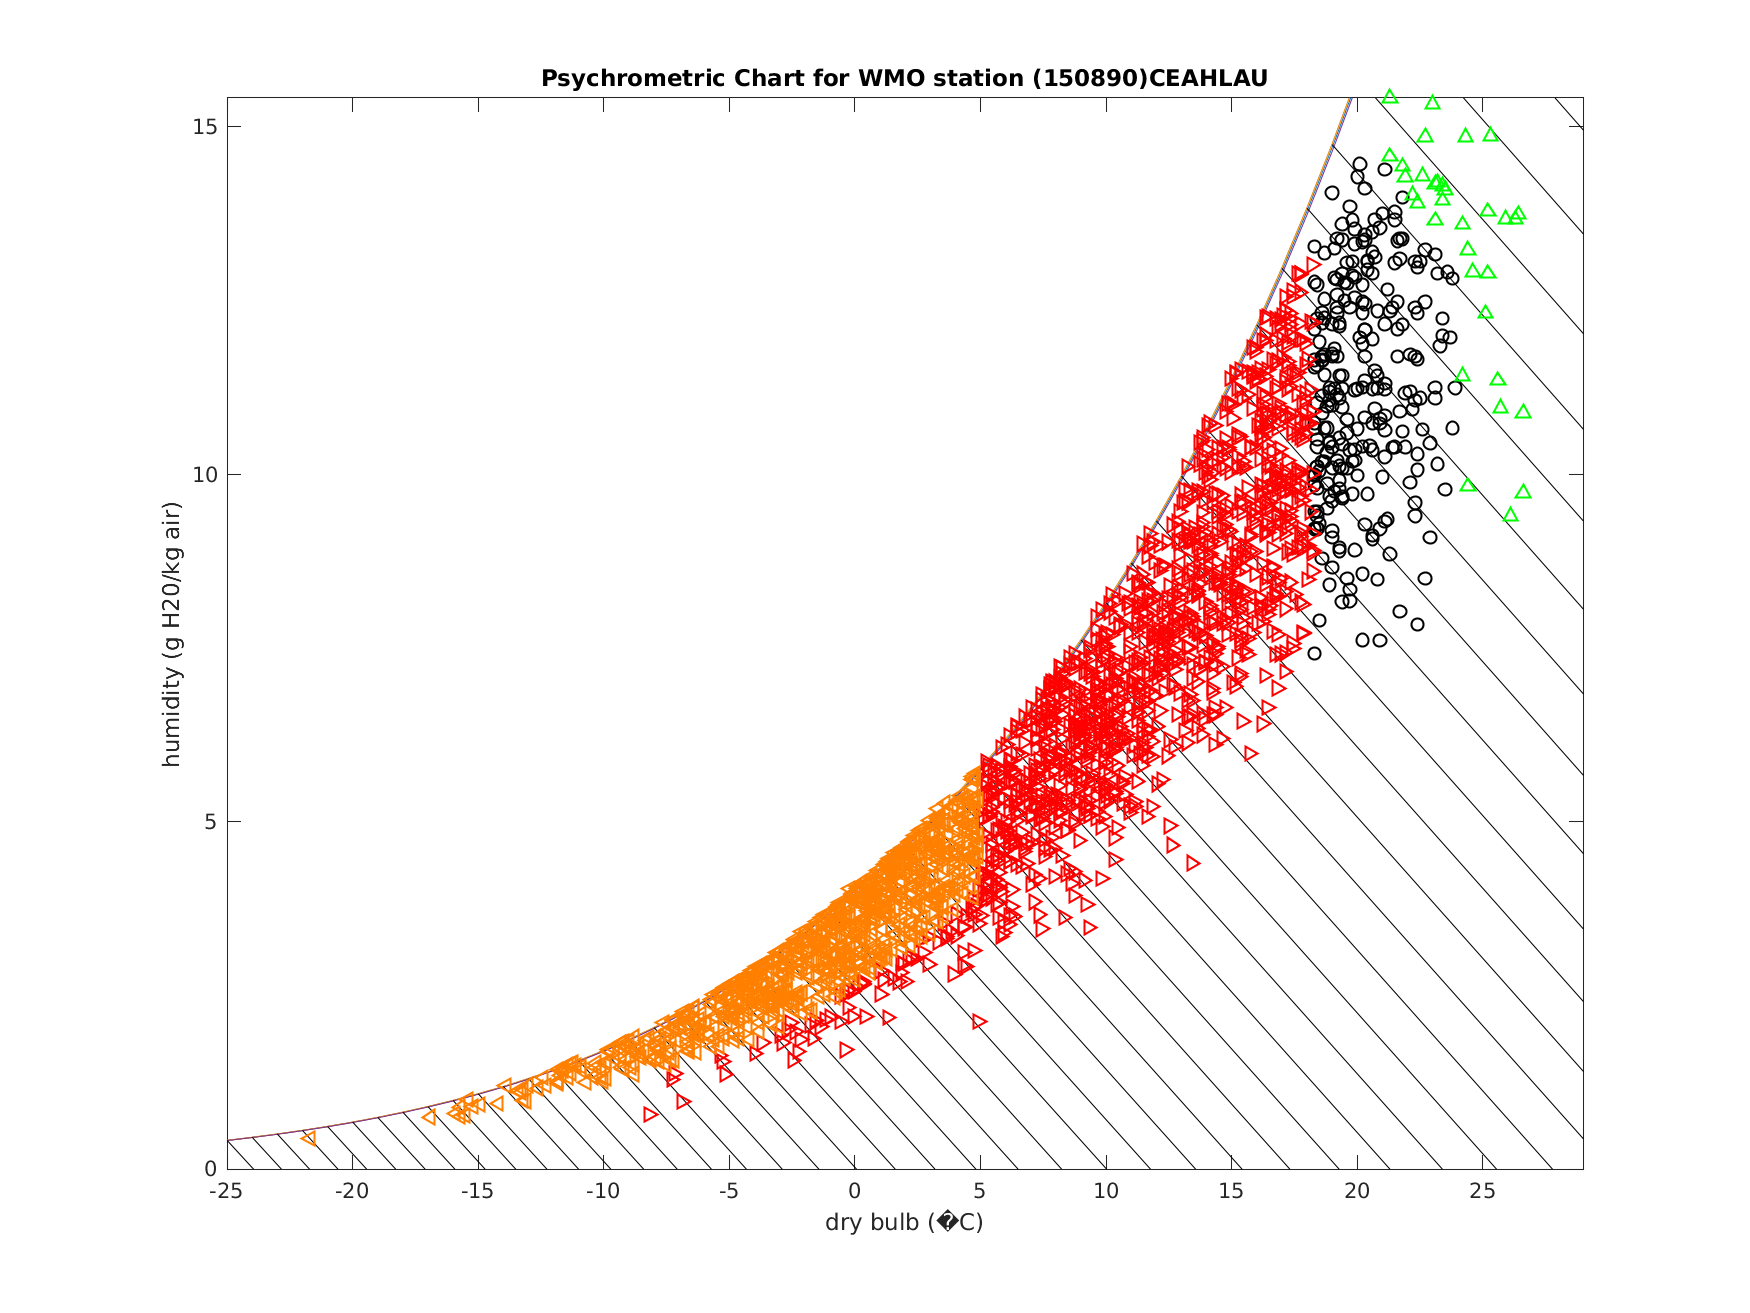 Psychrometric Chart for WMO station (150890)CEAHLAU
humidity (g H20/kg air)
15
10
5
0
-25 -20 -15 -10 -5 0 5 10 15 20 25
dry bulb (�C)